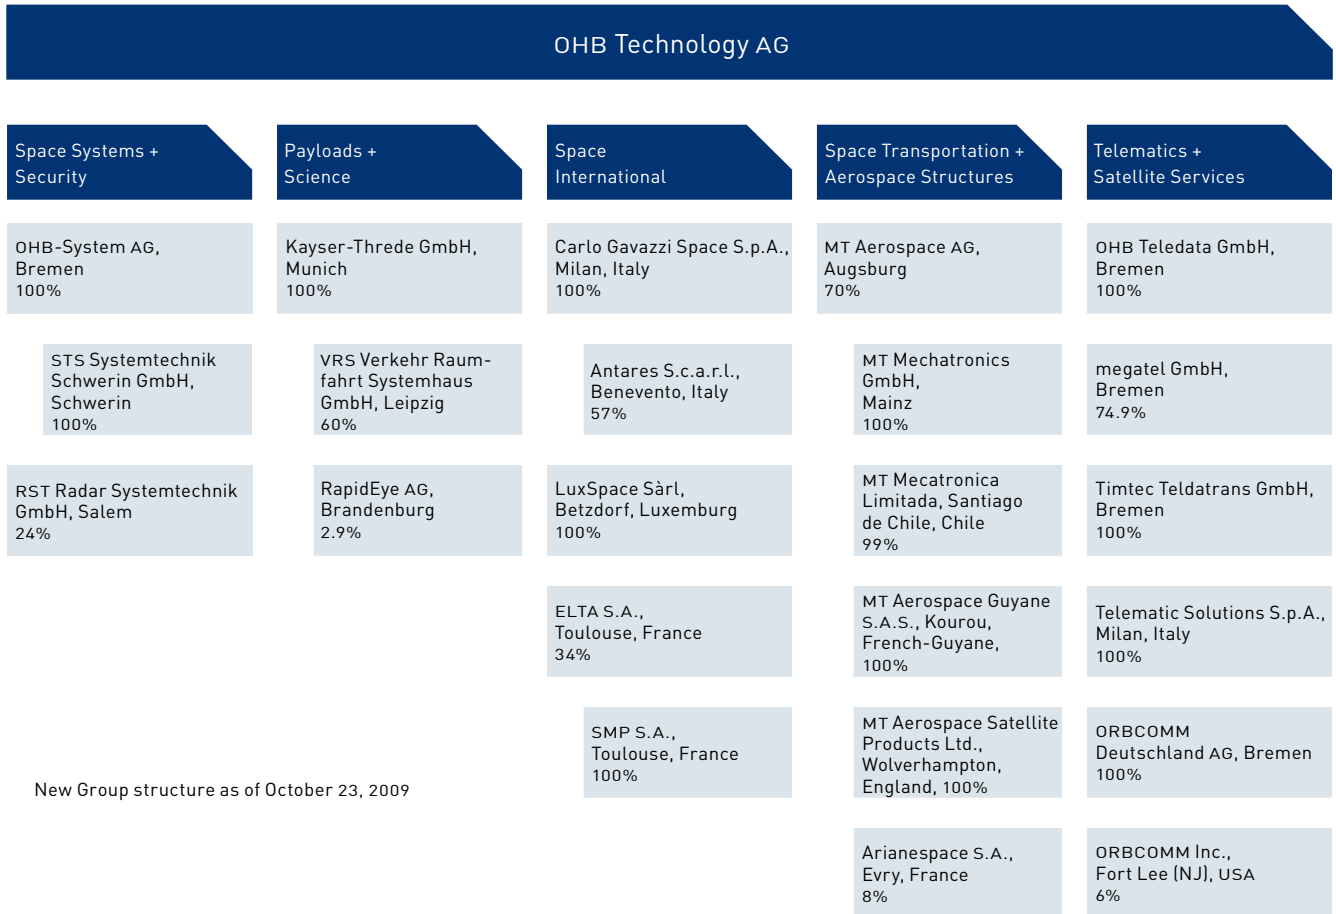 OHB Technology AG
Space Systems +
Security
OHB-System AG,
Bremen
100%
STS Systemtechnik
Schwerin GmbH,
Schwerin
100%
RST Radar Systemtechnik
GmbH, Salem
24%
Payloads +
Science
Kayser-Threde GmbH,
Munich
100%
VRS Verkehr Raum-
fahrt Systemhaus
GmbH, Leipzig
60%
RapidEye AG,
Brandenburg
2.9%
Space
International
Carlo Gavazzi Space S.p.A.,
Milan, Italy
100%
Antares S.c.a.r.l.,
Benevento, Italy
57%
LuxSpace Sàrl,
Betzdorf, Luxemburg
100%
ELTA S.A.,
Toulouse, France
34%
SMP S.A.,
Toulouse, France
100%
Space Transportation +
Aerospace Structures
MT Aerospace AG,
Augsburg
70%
MT Mechatronics
GmbH,
Mainz
100%
MT Mecatronica
Limitada, Santiago
de Chile, Chile
99%
MT Aerospace Guyane
S.A.S., Kourou,
French-Guyane,
100%
MT Aerospace Satellite
Products Ltd.,
Wolverhampton,
England, 100%
Arianespace S.A.,
Evry, France
8%
Telematics +
Satellite Services
OHB Teledata GmbH,
Bremen
100%
megatel GmbH,
Bremen
74.9%
Timtec Teldatrans GmbH,
Bremen
100%
Telematic Solutions S.p.A.,
Milan, Italy
100%
ORBCOMM
Deutschland AG, Bremen
100%
ORBCOMM Inc.,
Fort Lee (NJ), USA
6%
New Group structure as of October 23, 2009